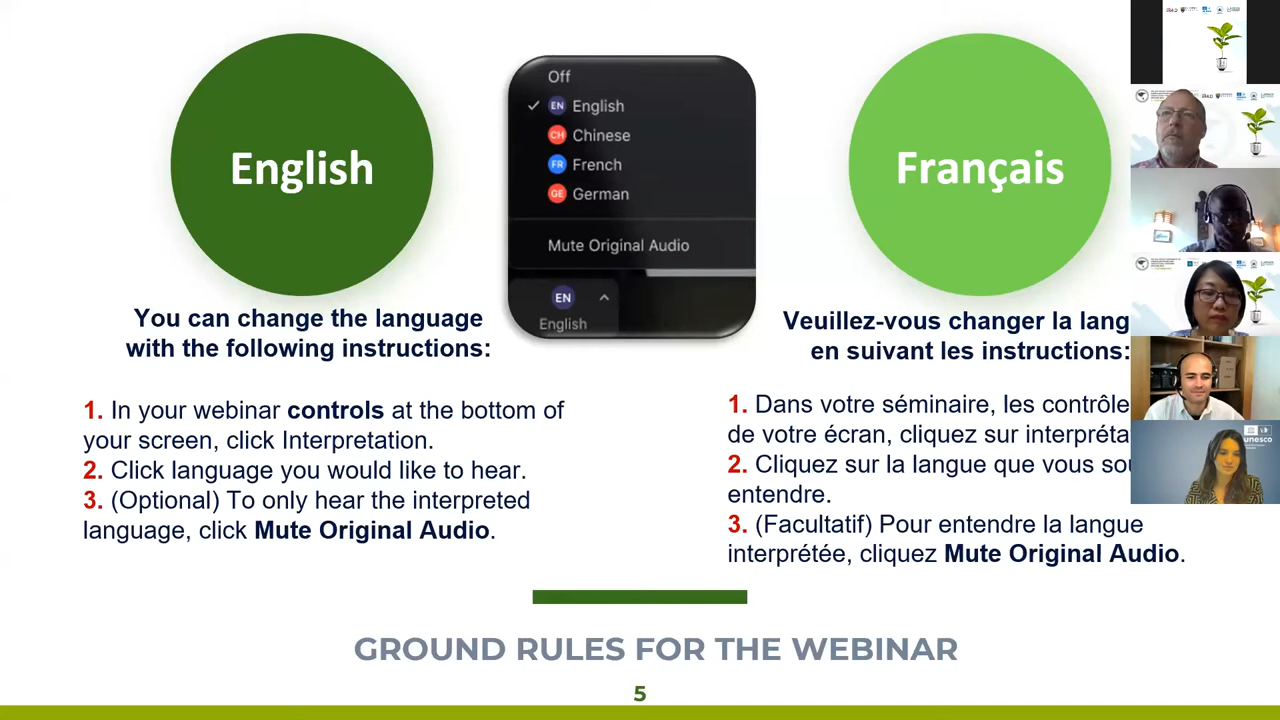 English
You can change the language
with the following instructions:
1. In your webinar controls at the bottom of
your screen, click Interpretation.
2. Click language you would like to hear.
3. (Optional) To only hear the interpreted
language, click Mute Original Audio.
Off
EN English
CH Chinese
FR French
GE German
Mute Original Audio
EN
English
Français
Veuillez-vous changer la lang
en suivant les instructions:
1. Dans votre séminaire, les contrôle
de votre écran, cliquez sur interpréta
2. Cliquez sur la langue que vous sou
entendre.
3. (Facultatif) Pour entendre la langue
interprétée, cliquez Mute Original Audio.
unesco
GROUND RULES FOR THE WEBINAR
5